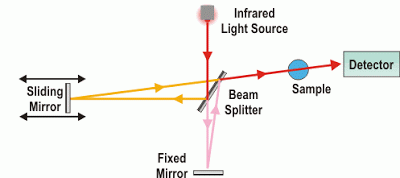 Infrared
Light Source
Detector
Sliding
Mirror
Beam
Splitter
Sample
Fixed
Mirror